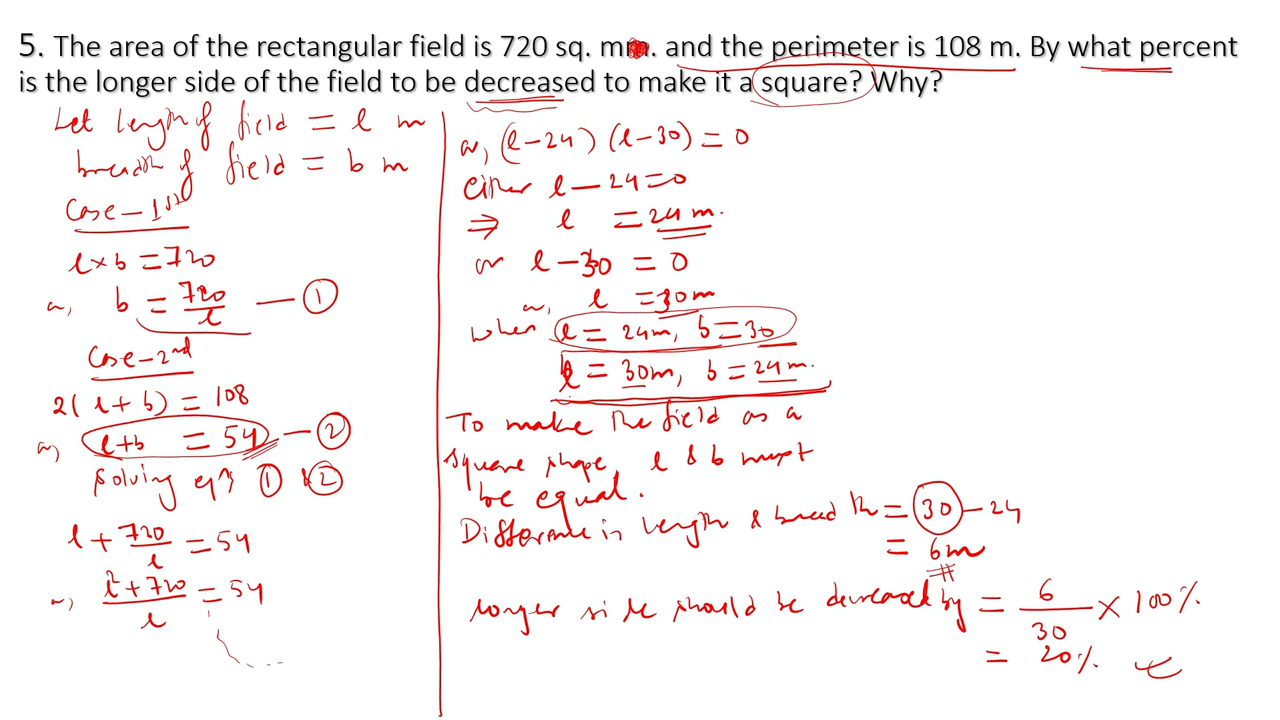 5. The area of the rectangular field is 720 sq. m. and the perimeter is 108 m. By what percent
is the longer side of the field to be decreased to make it a square? Why?
Let length of field = l m
breadth of field = b m
Case-1st
l×b = 720
or, b = 720/l — ①
Case-2nd
2(l+b) = 108
or, l+b = 54 — ②
Solving eqn ① & ②
l + 720/l = 54
or, l²+720/l = 54
or, (l-24)(l-30) = 0
Either l-24=0
⇒ l = 24 m.
or l-30 = 0
or, l = 30m
when l = 24m, b = 30
l = 30m, b = 24m.
To make the field as a
square shape, l & b must
be equal.
Difference in length & breadth = 30-24
= 6m
longer side should be decreased by = 6/30 × 100%
= 20%